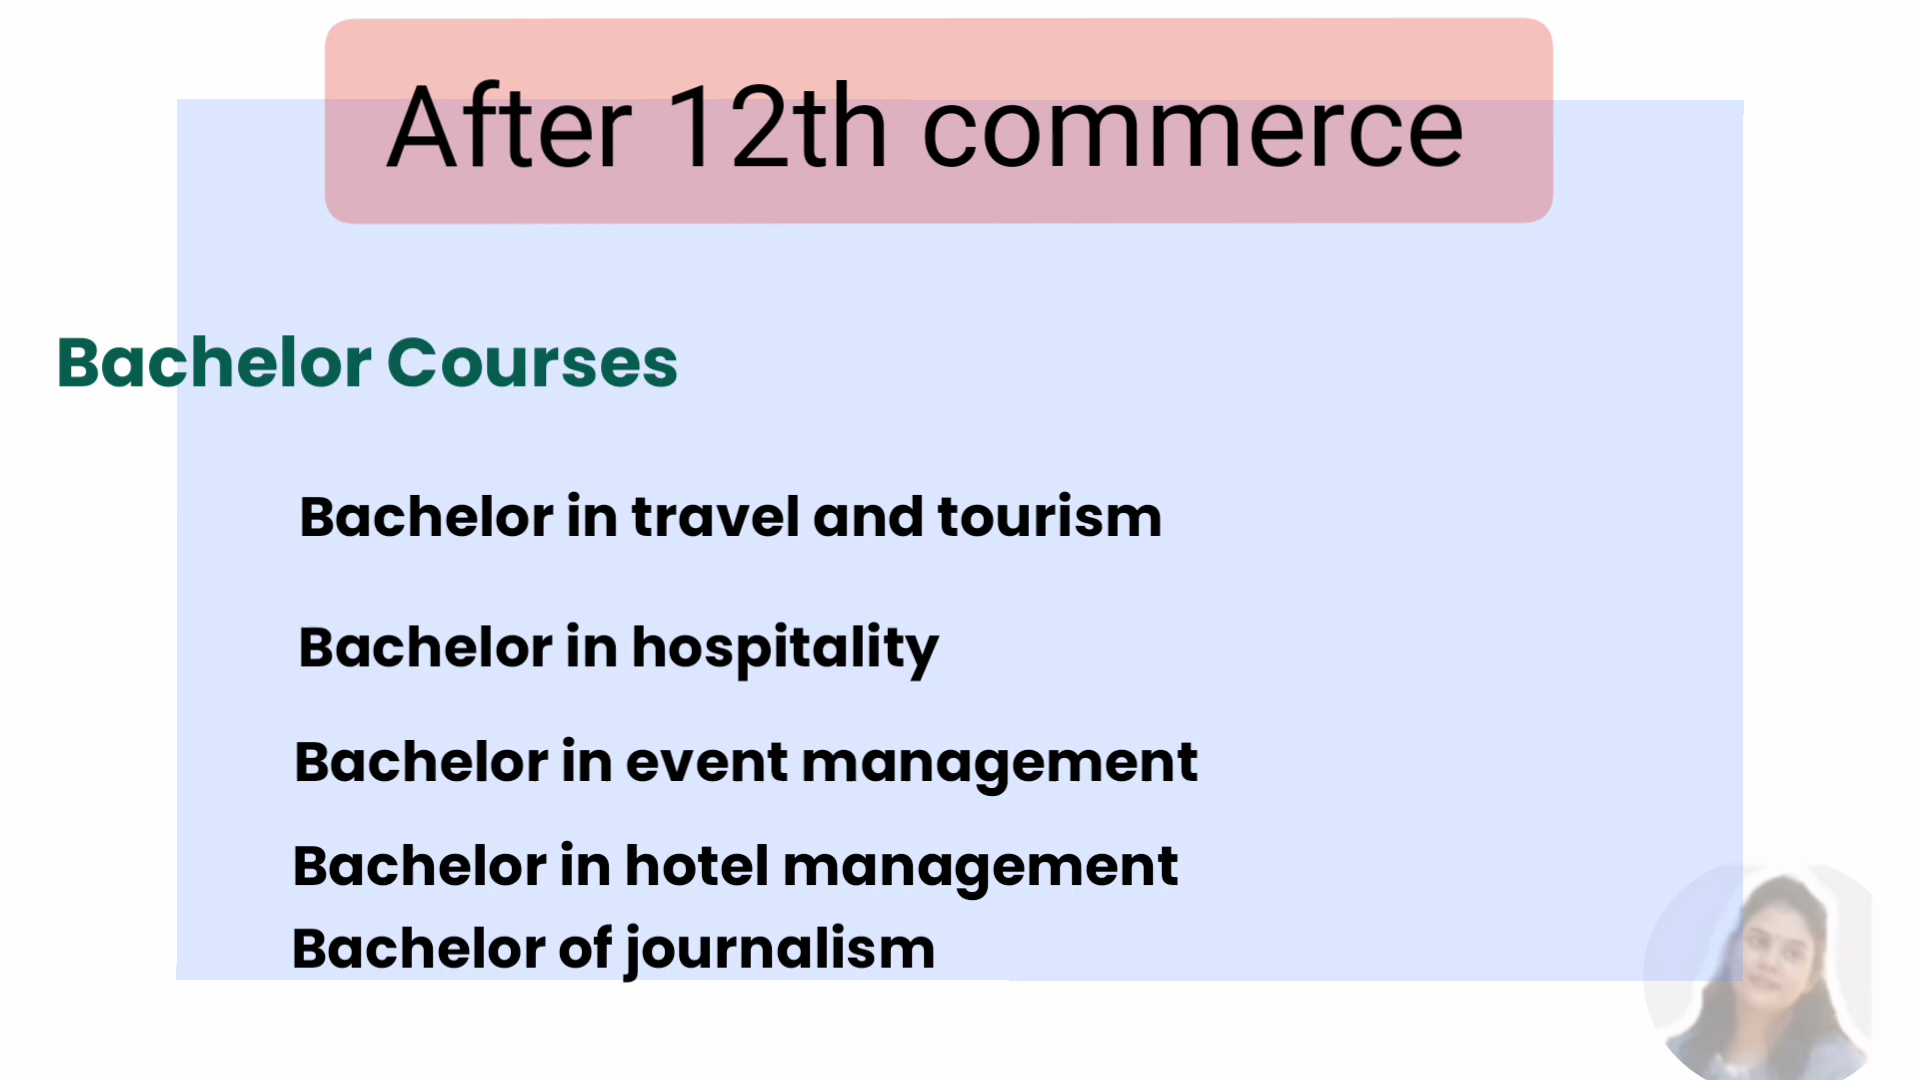 After 12th commerce
Bachelor Courses
Bachelor in travel and tourism
Bachelor in hospitality
Bachelor in event management
Bachelor in hotel management
Bachelor of journalism